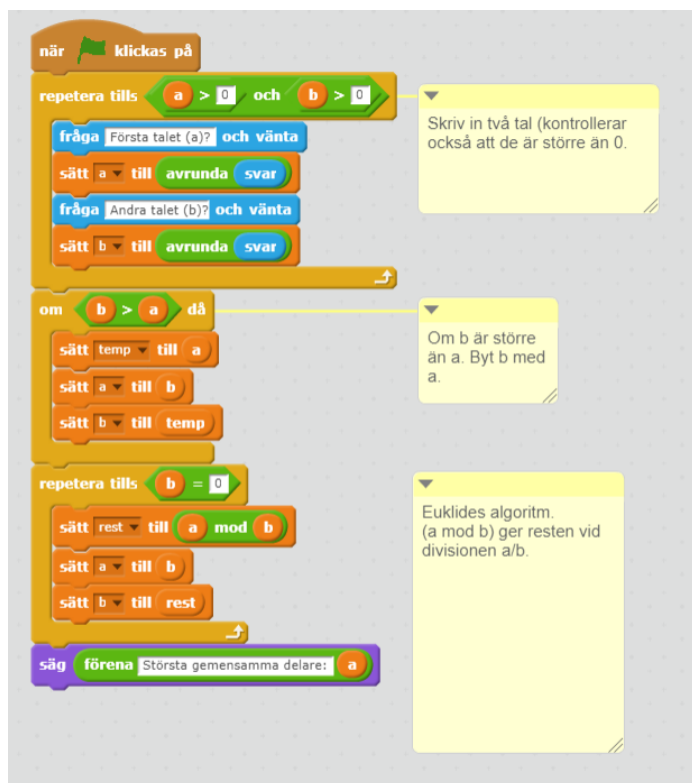 när klickas på
repetera tills a > 0 och b > 0
Skriv in två tal (kontrollerar
också att de är större än 0.
fråga Första talet (a)? och vänta
sätt a till avrunda svar
fråga Andra talet (b)? och vänta
sätt b till avrunda svar
om b > a då
Om b är större
än a. Byt b med
a.
sätt temp till a
sätt a till b
sätt b till temp
repetera tills b = 0
Euklides algoritm.
(a mod b) ger resten vid
divisionen a/b.
sätt rest till a mod b
sätt a till b
sätt b till rest
säg förena Största gemensamma delare: a